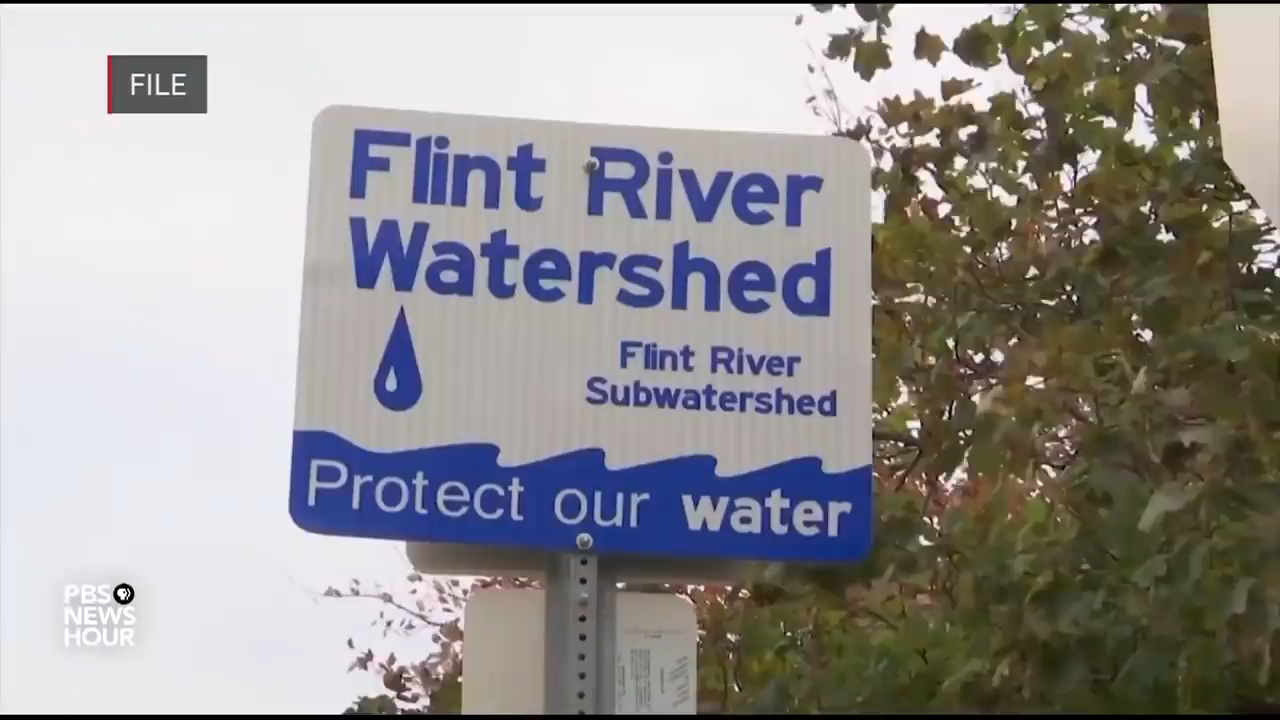 FILE
Flint River
Watershed
Flint River
Subwatershed
Protect our water
PBS
NEWS
HOUR